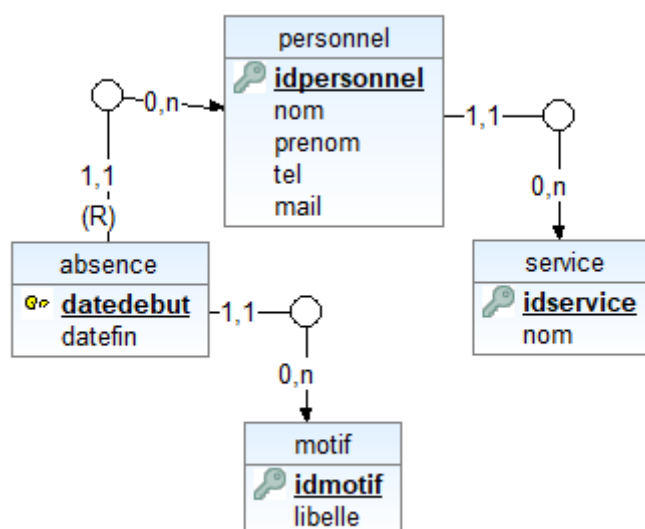 personnel
idpersonnel
nom
prenom
tel
mail
0,n
1,1
1,1
(R)
0,n
absence
datedebut
datefin
1,1
service
idservice
nom
0,n
motif
idmotif
libelle